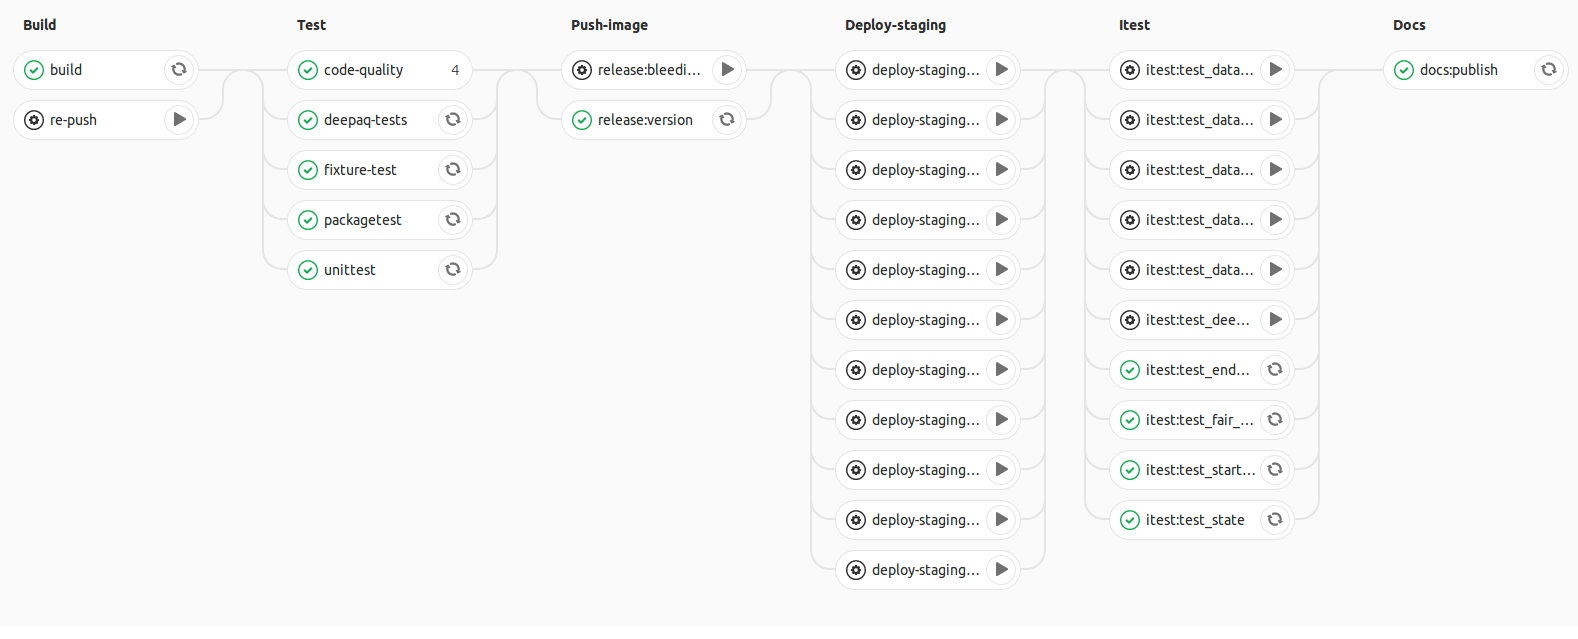 Build
build
re-push
Test
code-quality 4
deepaq-tests
fixture-test
packagetest
unittest
Push-image
release:bleedi...
release:version
Deploy-staging
deploy-staging...
deploy-staging...
deploy-staging...
deploy-staging...
deploy-staging...
deploy-staging...
deploy-staging...
deploy-staging...
deploy-staging...
deploy-staging...
deploy-staging...
Itest
itest:test_data...
itest:test_data...
itest:test_data...
itest:test_data...
itest:test_data...
itest:test_dee...
itest:test_end...
itest:test_fair_...
itest:test_start...
itest:test_state
Docs
docs:publish